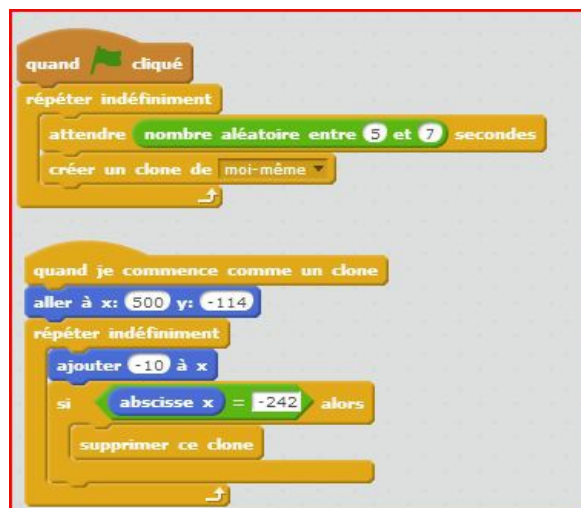 quand cliqué
répéter indéfiniment
attendre nombre aléatoire entre 5 et 7 secondes
créer un clone de moi-même
quand je commence comme un clone
aller à x: 500 y: -114
répéter indéfiniment
ajouter -10 à x
si abscisse x = -242 alors
supprimer ce clone